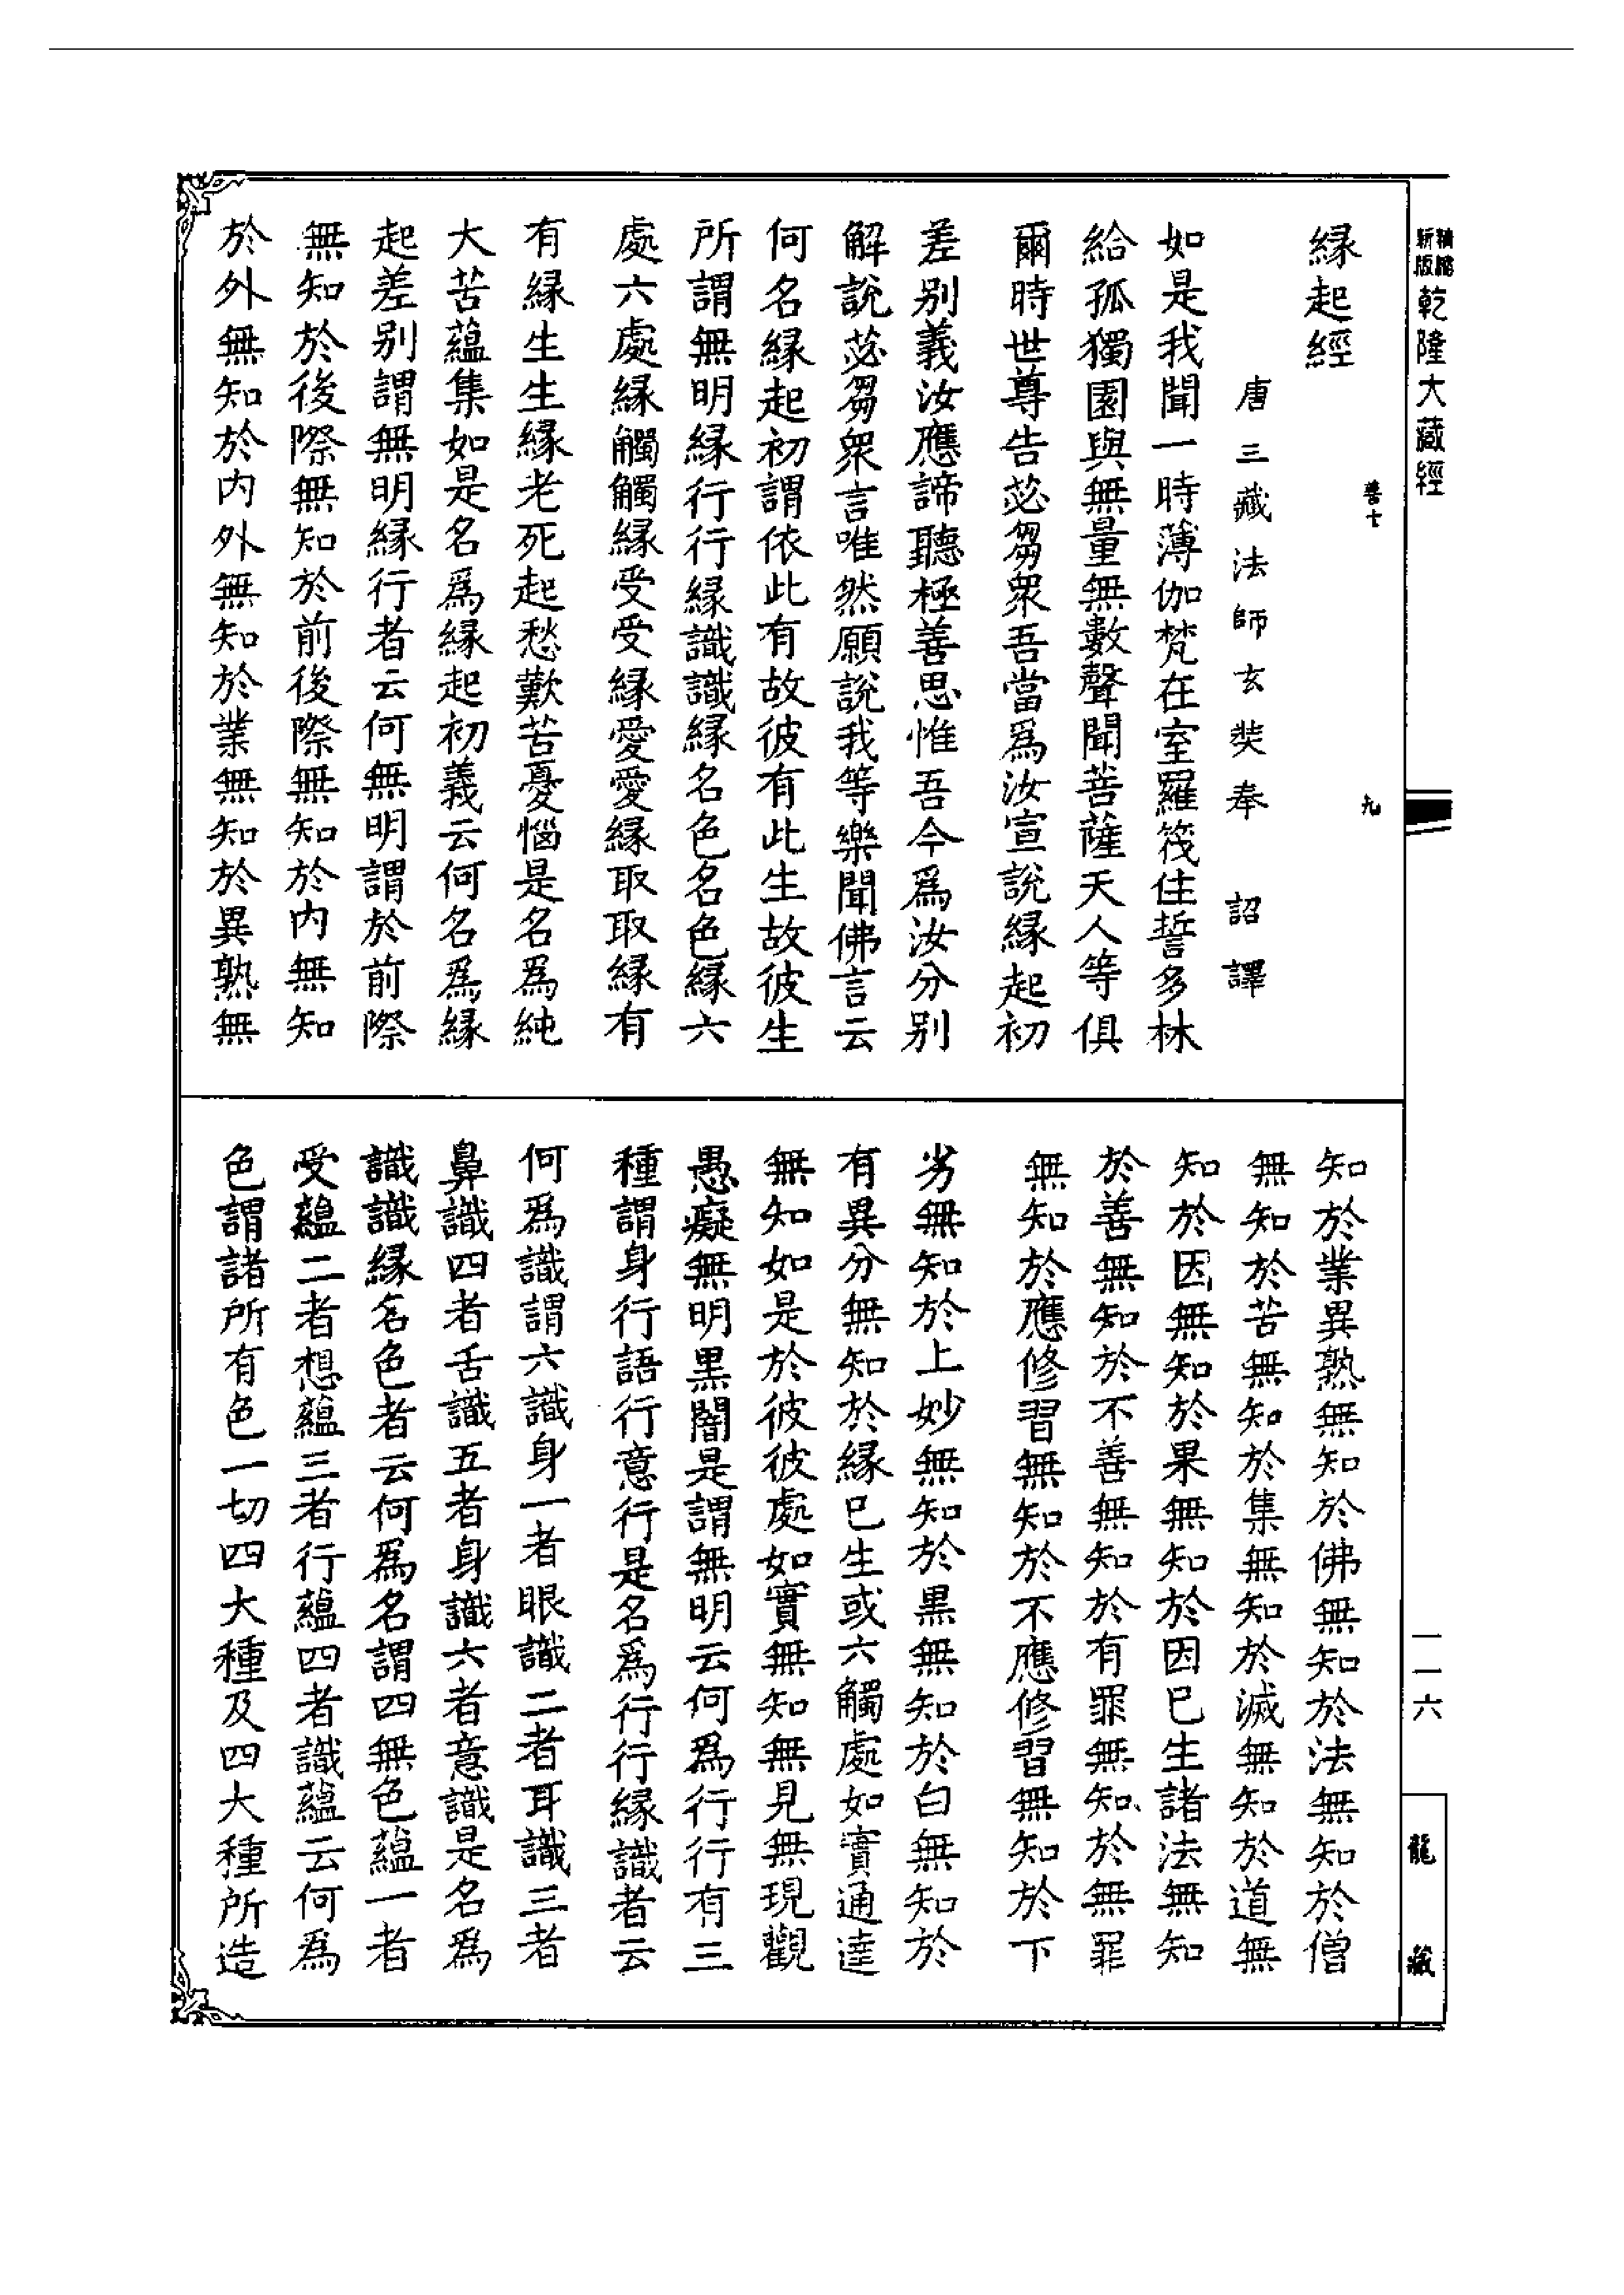 精縮新版乾隆大藏經
一一六
龍藏
善七　九
緣起經
唐三藏法師玄奘奉　詔譯
如是我聞一時薄伽梵在室羅筏住誓多林
給孤獨園與無量無數聲聞菩薩天人等俱
爾時世尊告苾芻眾吾當為汝宣說緣起初
差別義汝應諦聽極善思惟吾今為汝分別
解說苾芻眾言唯然願說我等樂聞佛言云
何名緣起初謂依此有故彼有此生故彼生
所謂無明緣行行緣識識緣名色名色緣六
處六處緣觸觸緣受受緣愛愛緣取取緣有
有緣生生緣老死起愁歎苦憂惱是名為純
大苦蘊集如是名為緣起初義云何名為緣
起差別謂無明緣行者云何無明謂於前際
無知於後際無知於前後際無知於內無知
於外無知於內外無知於業無知於異熟無
知於業異熟無知於佛無知於法無知於僧
無知於苦無知於集無知於滅無知於道無
知於因無知於果無知於因已生諸法無知
於善無知於不善無知於有罪無知於無罪
無知於應修習無知於不應修習無知於下
劣無知於上妙無知於黑無知於白無知於
有異分無知於緣已生或六觸處如實通達
無知如是於彼彼處如實無知無見無現觀
愚癡無明黑闇是謂無明云何為行行有三
種謂身行語行意行是名為行行緣識者云
何為識謂六識身一者眼識二者耳識三者
鼻識四者舌識五者身識六者意識是名為
識識緣名色者云何為名謂四無色蘊一者
受蘊二者想蘊三者行蘊四者識蘊云何為
色謂諸所有色一切四大種及四大種所造